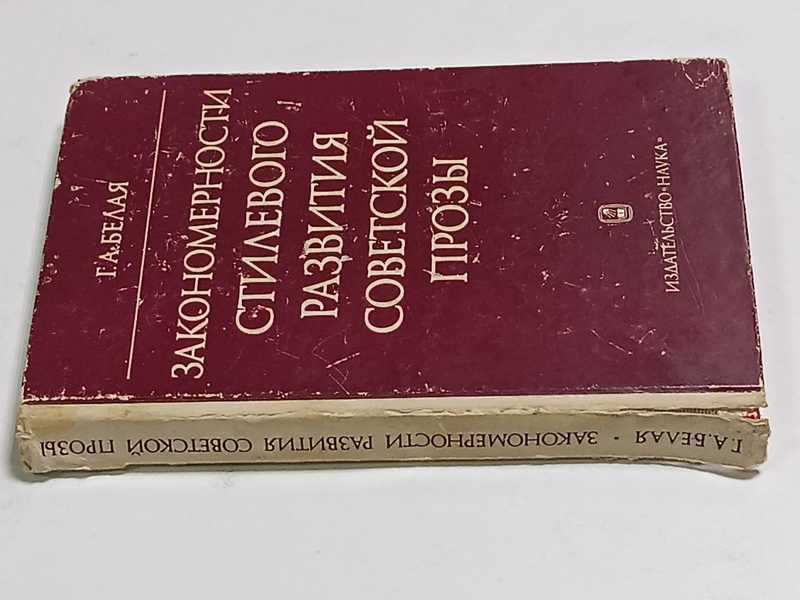 Г.А.БЕЛАЯ
ЗАКОНОМЕРНОСТИ
СТИЛЕВОГО
РАЗВИТИЯ
СОВЕТСКОЙ
ПРОЗЫ
ИЗДАТЕЛЬСТВО «НАУКА»
Г.А.БЕЛАЯ · ЗАКОНОМЕРНОСТИ РАЗВИТИЯ СОВЕТСКОЙ ПРОЗЫ